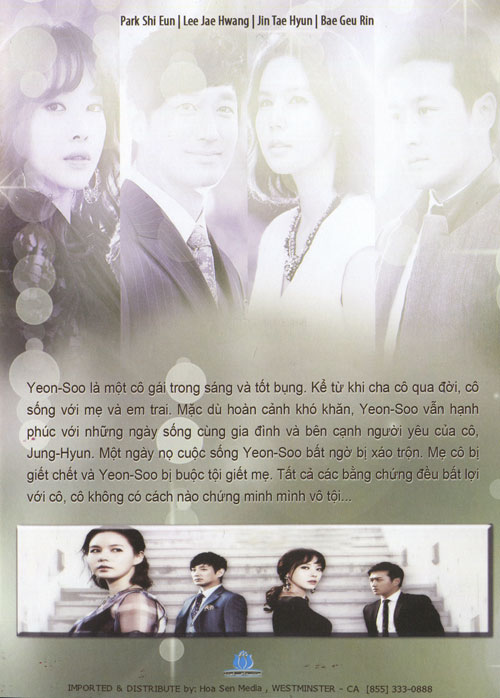 Park Shi Eun | Lee Jae Hwang | Jin Tae Hyun | Bae Geu Rin
Yeon-Soo là một cô gái trong sáng và tốt bụng. Kể từ khi cha cô qua đời, cô
sống với mẹ và em trai. Mặc dù hoàn cảnh khó khăn, Yeon-Soo vẫn hạnh
phúc với những ngày sống cùng gia đình và bên cạnh người yêu của cô,
Jung-Hyun. Một ngày nọ cuộc sống Yeon-Soo bất ngờ bị xáo trộn. Mẹ cô bị
giết chết và Yeon-Soo bị buộc tội giết mẹ. Tất cả các bằng chứng đều bất lợi
với cô, cô không có cách nào chứng minh mình vô tội...
IMPORTED & DISTRIBUTE by: Hoa Sen Media , WESTMINSTER - CA [855] 333-0888